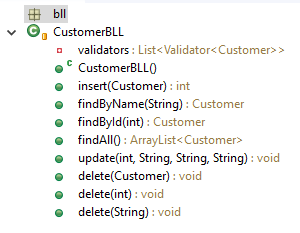 bll
CustomerBLL
validators : List<Validator<Customer>>
CustomerBLL()
insert(Customer) : int
findByName(String) : Customer
findById(int) : Customer
findAll() : ArrayList<Customer>
update(int, String, String, String) : void
delete(Customer) : void
delete(int) : void
delete(String) : void